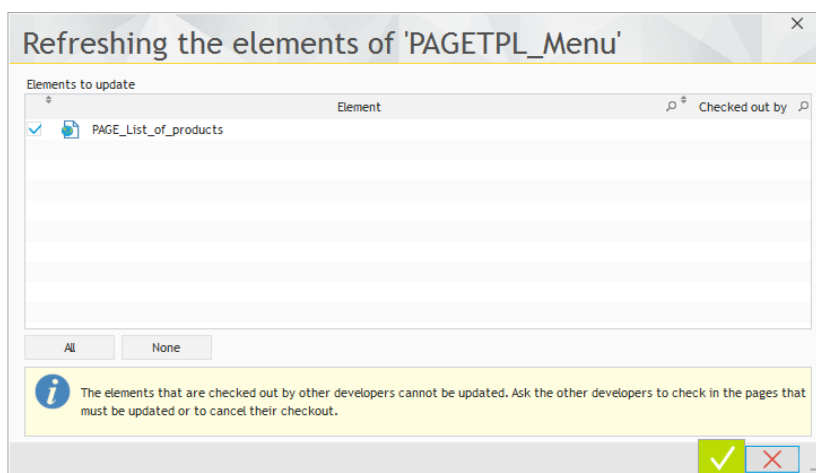 Refreshing the elements of 'PAGETPL_Menu'
Elements to update
Element Checked out by
PAGE_List_of_products
All None
The elements that are checked out by other developers cannot be updated. Ask the other developers to check in the pages that
must be updated or to cancel their checkout.